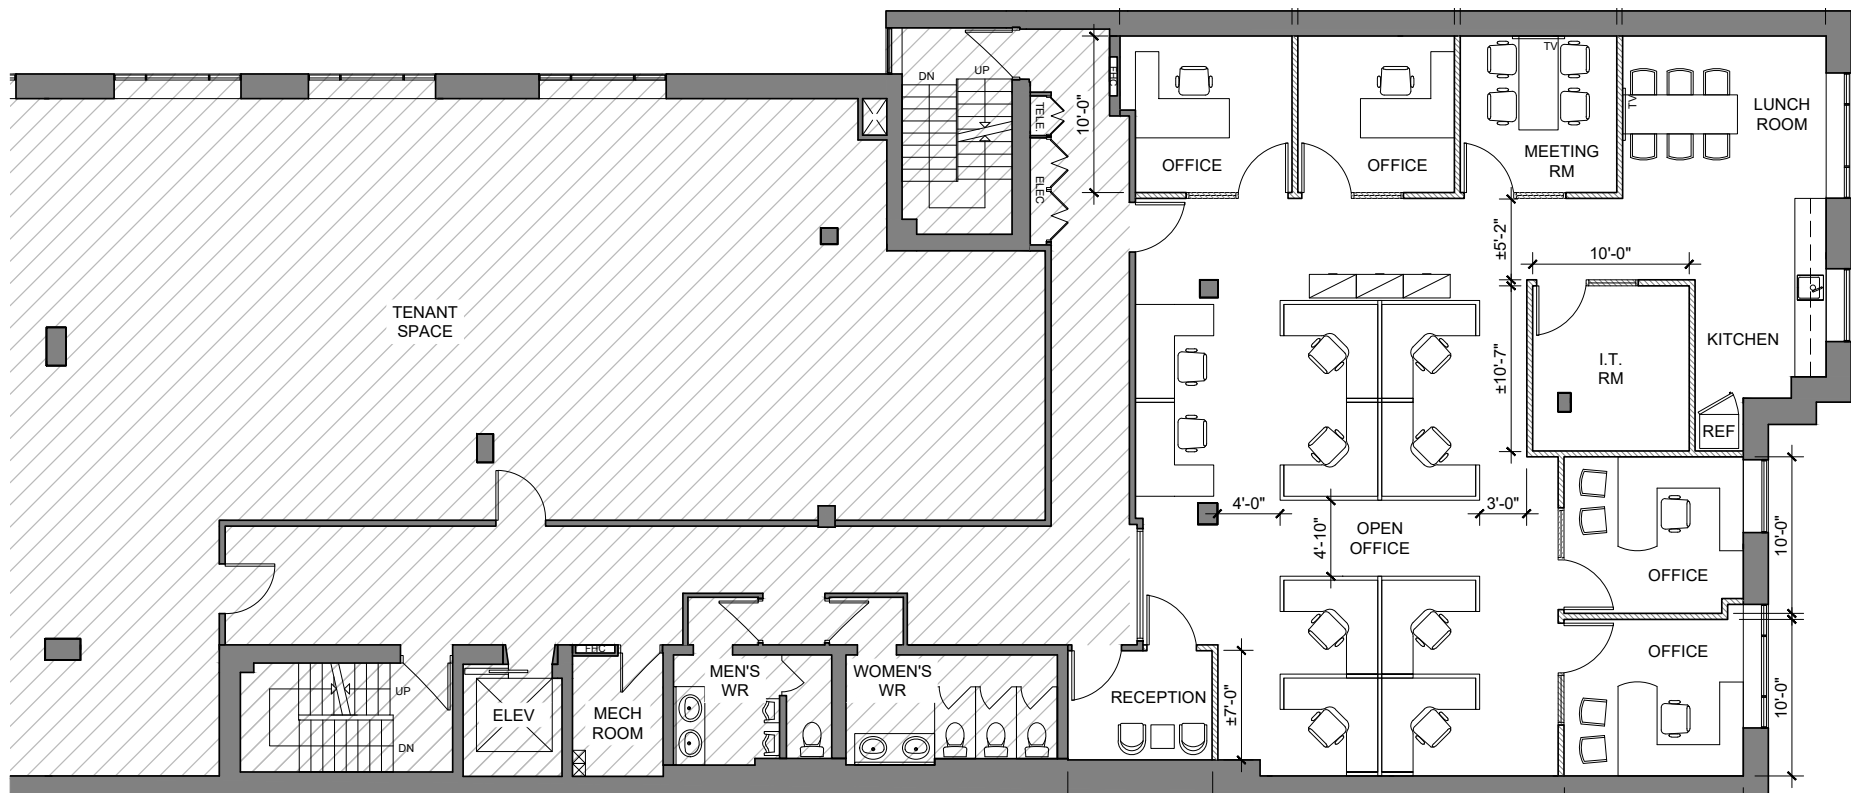 DN
UP
FHC
TELE.
10'-0"
ELEC
OFFICE
OFFICE
TV
MEETING
RM
TV
LUNCH
ROOM
TENANT
SPACE
±5'-2"
10'-0"
±10'-7"
I.T.
RM
KITCHEN
REF
4'-0"
3'-0"
4'-10"
OPEN
OFFICE
10'-0"
OFFICE
OFFICE
10'-0"
FHC
UP
DN
ELEV
MECH
ROOM
MEN'S
WR
WOMEN'S
WR
RECEPTION
±7'-0"